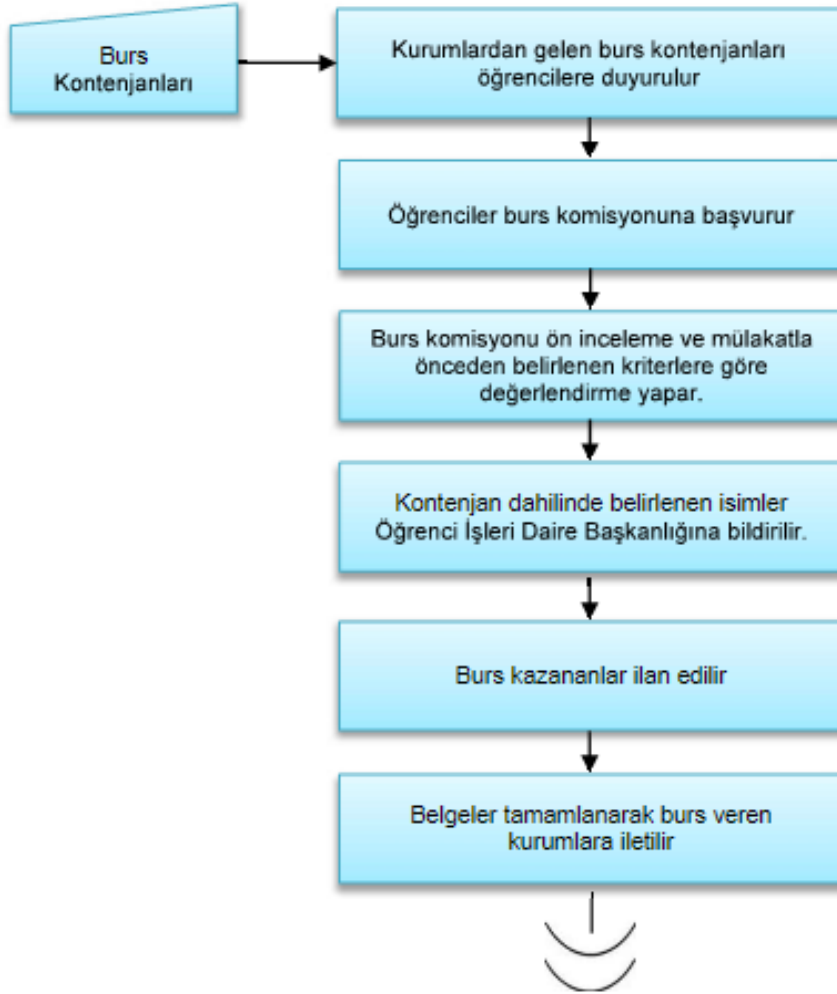 Burs
Kontenjanları
Kurumlardan gelen burs kontenjanları
öğrencilere duyurulur
Öğrenciler burs komisyonuna başvurur
Burs komisyonu ön inceleme ve mülakatla
önceden belirlenen kriterlere göre
değerlendirme yapar.
Kontenjan dahilinde belirlenen isimler
Öğrenci İşleri Daire Başkanlığına bildirilir.
Burs kazananlar ilan edilir
Belgeler tamamlanarak burs veren
kurumlara iletilir